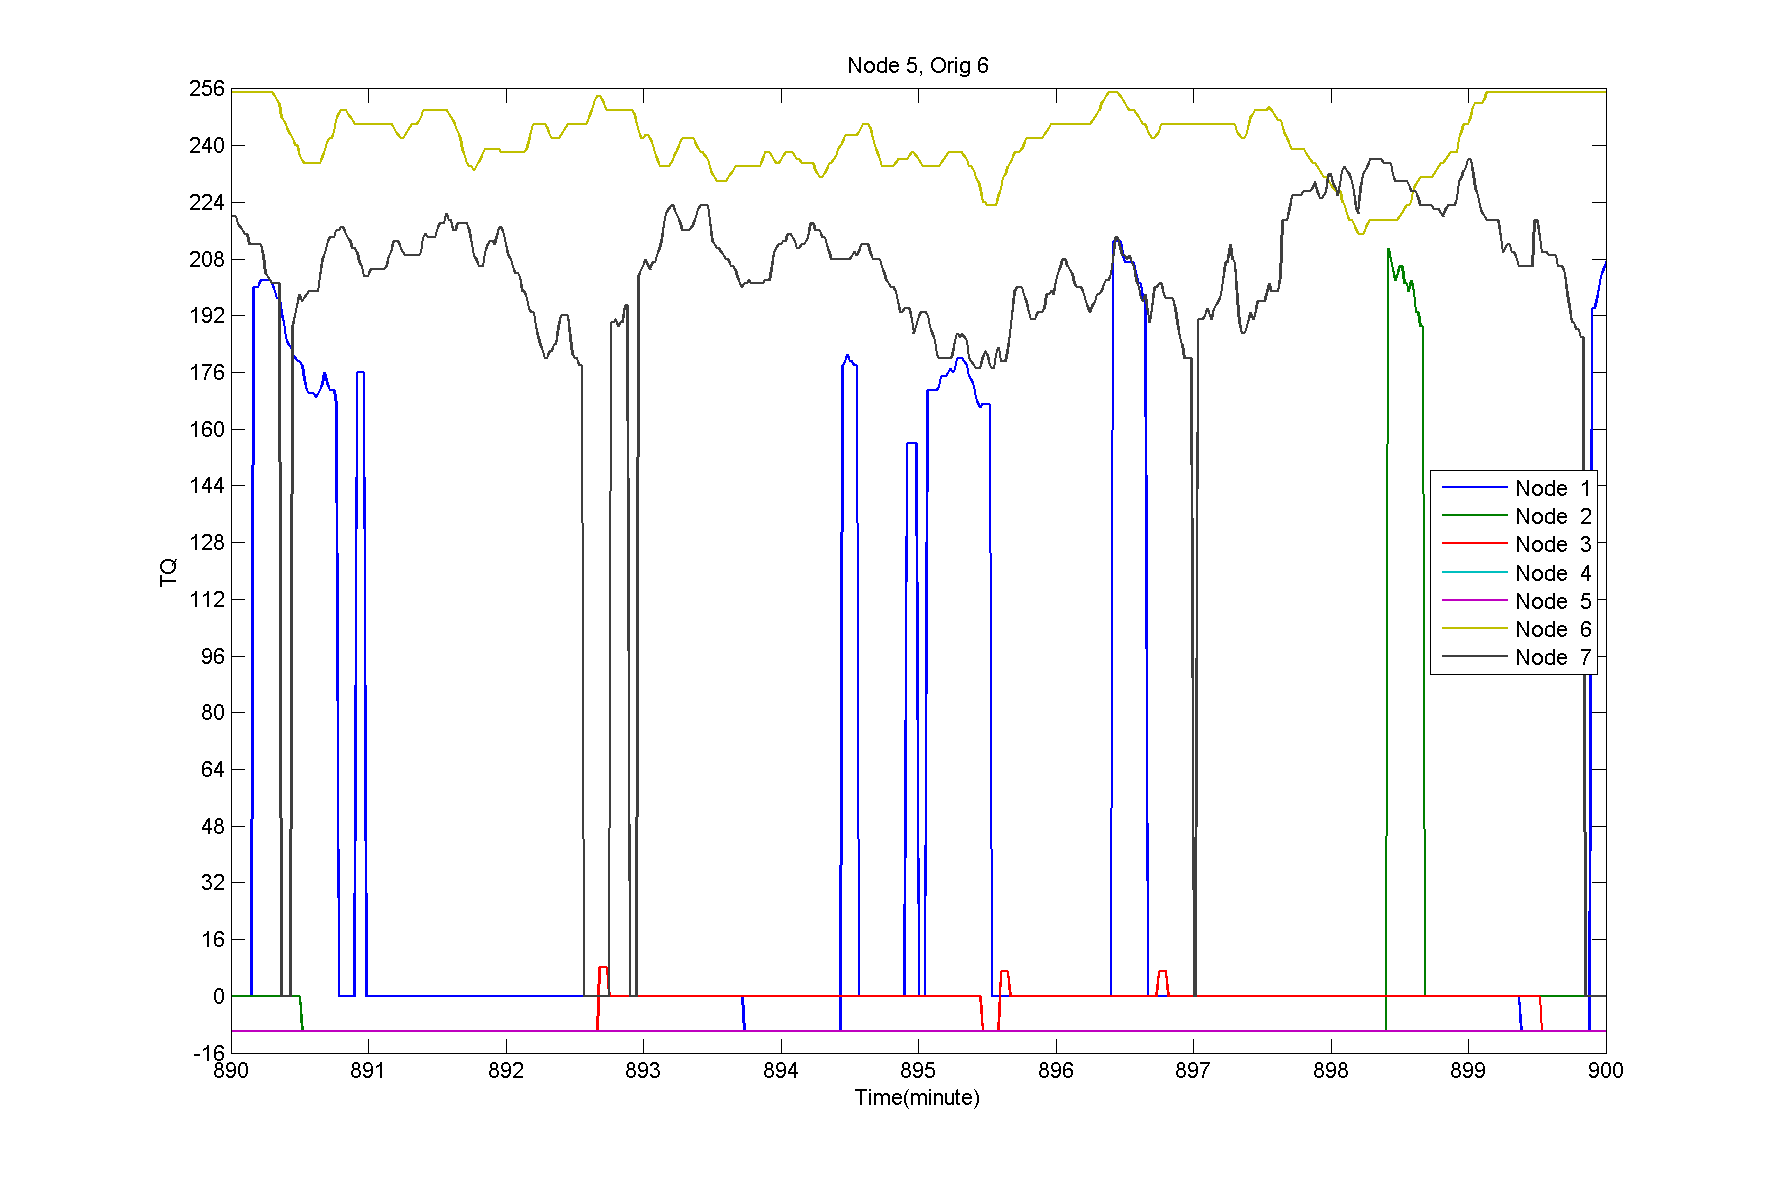 Node 5, Orig 6
256
240
224
208
192
176
160
144
128
112
96
80
64
48
32
16
0
-16
TQ
Node 1
Node 2
Node 3
Node 4
Node 5
Node 6
Node 7
890 891 892 893 894 895 896 897 898 899 900
Time(minute)